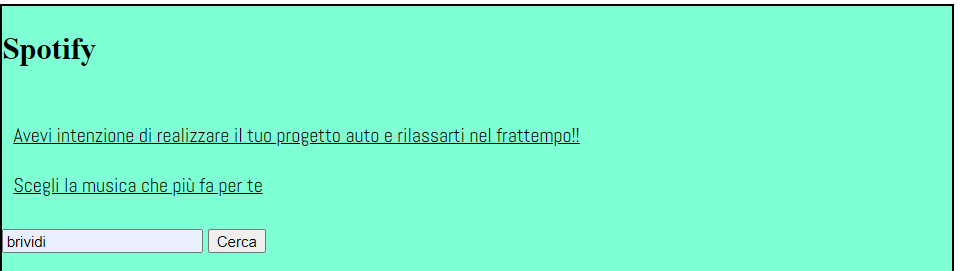 Spotify
Avevi intenzione di realizzare il tuo progetto auto e rilassarti nel frattempo!!
Scegli la musica che più fa per te
brividi Cerca